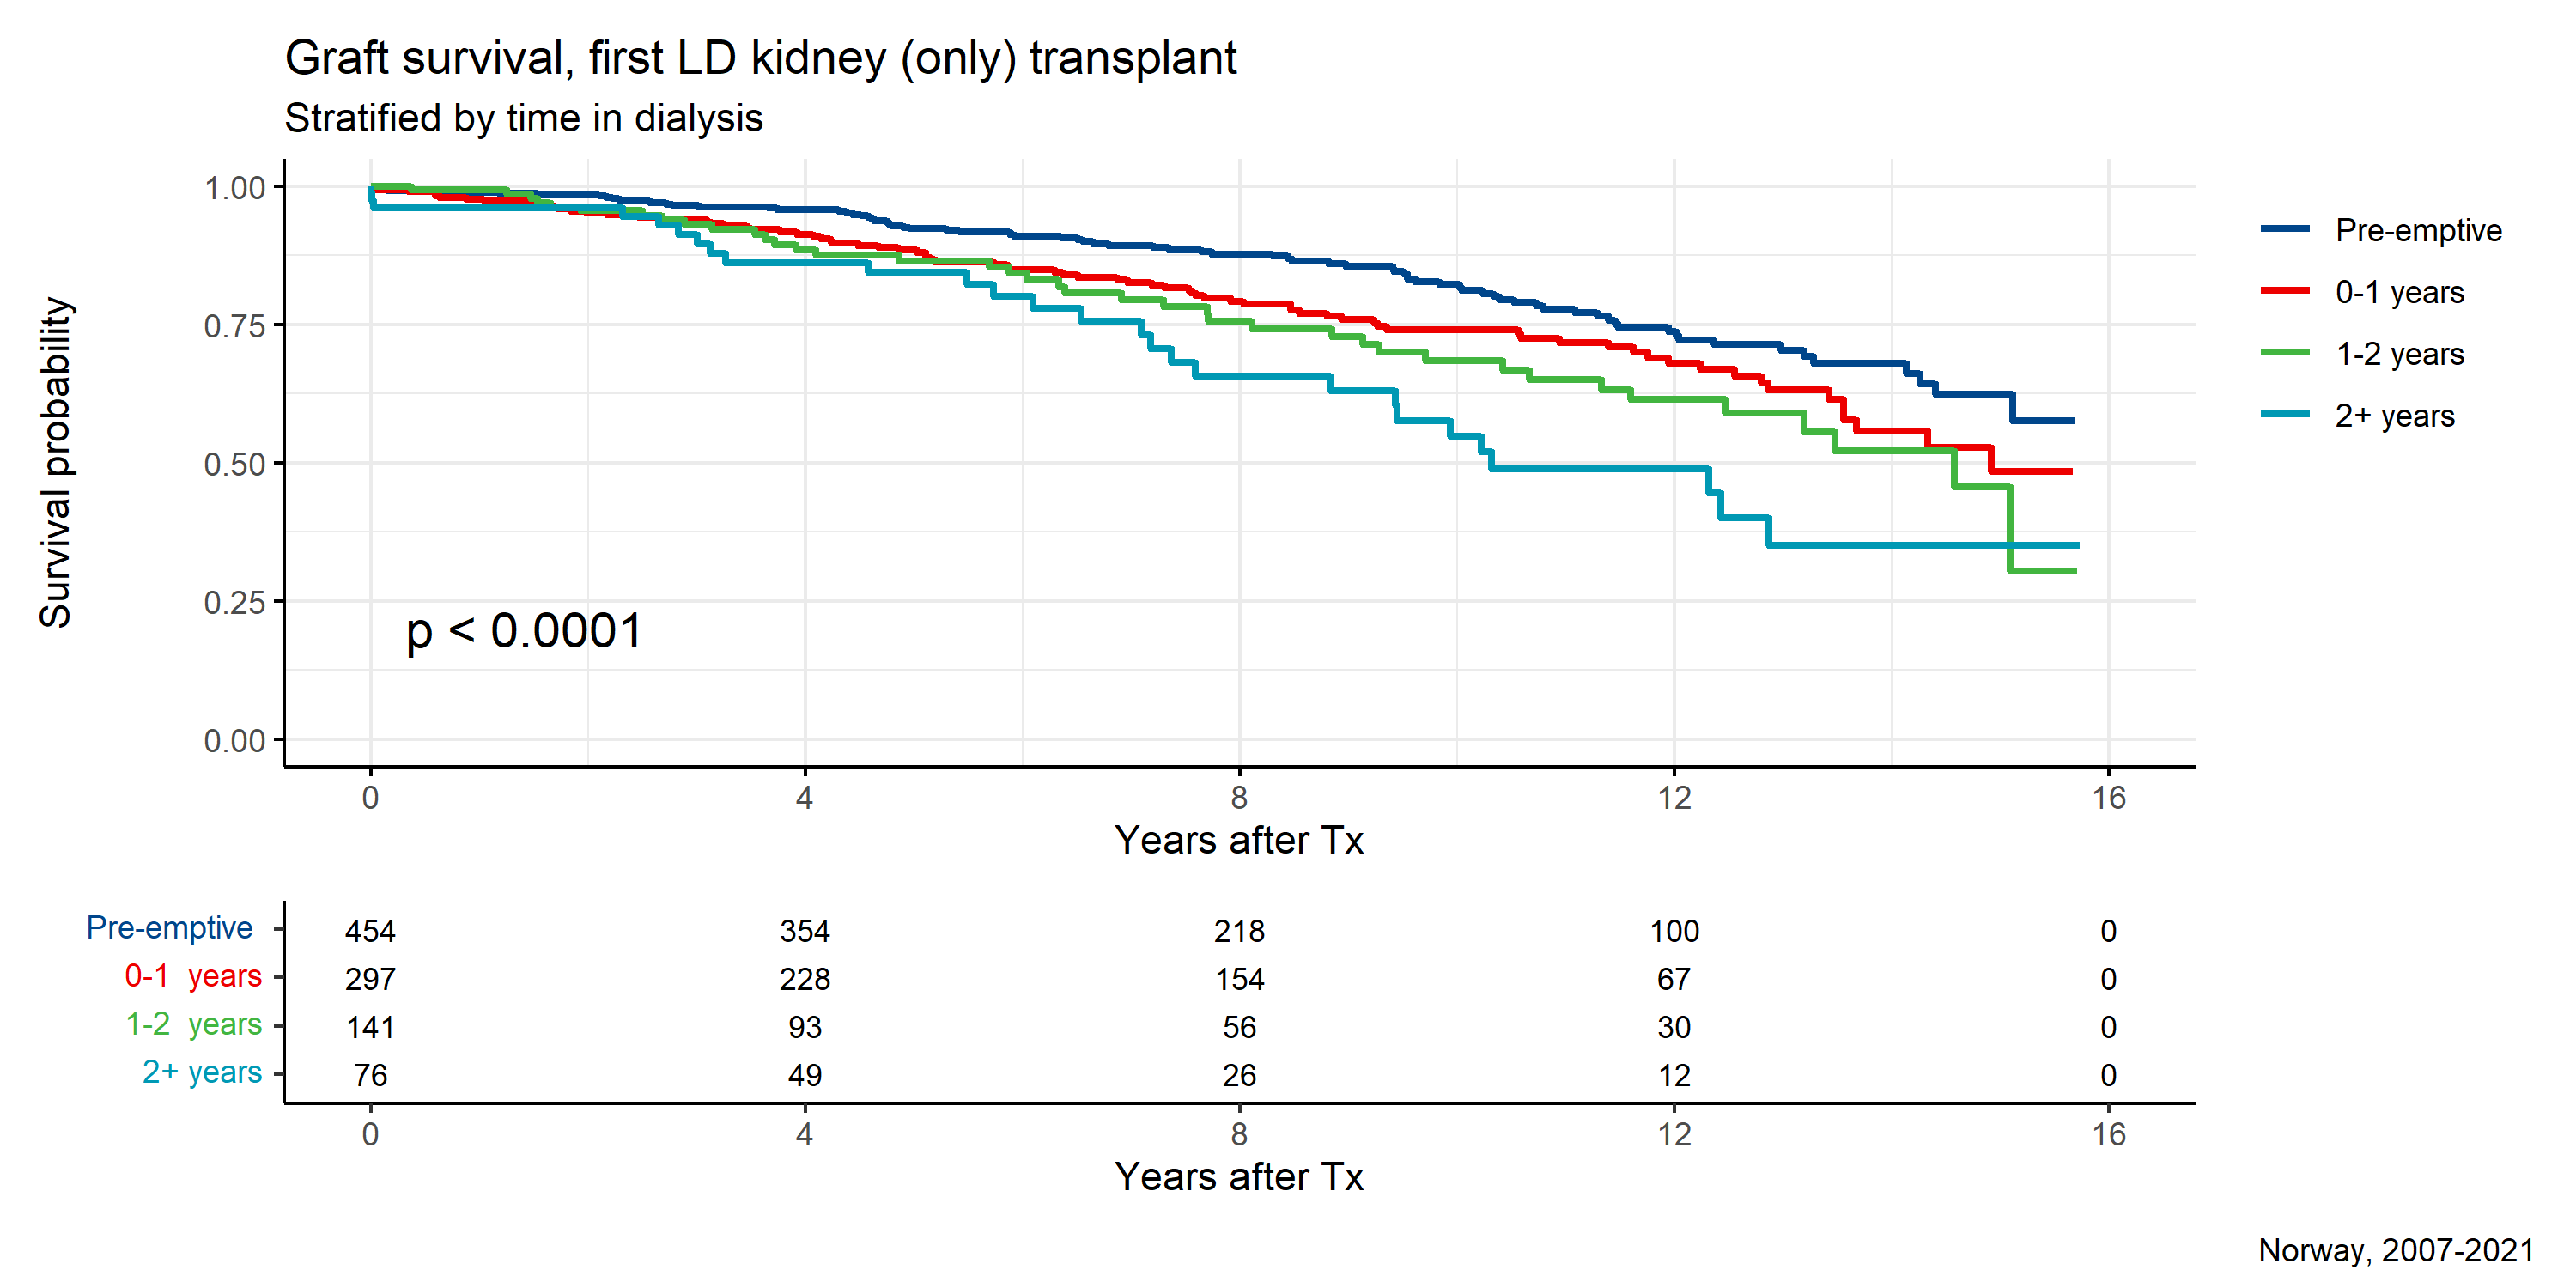 Graft survival, first LD kidney (only) transplant
Stratified by time in dialysis
Survival probability
1.00
0.75
0.50
0.25
0.00
p < 0.0001
0 4 8 12 16
Years after Tx
Pre-emptive
0-1 years
1-2 years
2+ years
Pre-emptive 454 354 218 100 0
0-1 years 297 228 154 67 0
1-2 years 141 93 56 30 0
2+ years 76 49 26 12 0
0 4 8 12 16
Years after Tx
Norway, 2007-2021